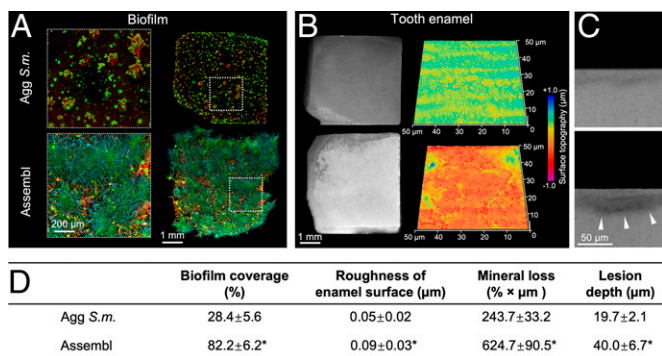 A Biofilm
Agg S.m.
Assembl
200 μm
1 mm
B Tooth enamel
50 μm
40
30
20
10
0
50 μm 40 30 20 10 0
+1.0
Surface topography (μm)
-1.0
50 μm
40
30
20
10
0
50 μm 40 30 20 10 0
1 mm
C
50 μm
D Biofilm coverage (%) Roughness of enamel surface (μm) Mineral loss (% × μm ) Lesion depth (μm)
Agg S.m. 28.4±5.6 0.05±0.02 243.7±33.2 19.7±2.1
Assembl 82.2±6.2* 0.09±0.03* 624.7±90.5* 40.0±6.7*